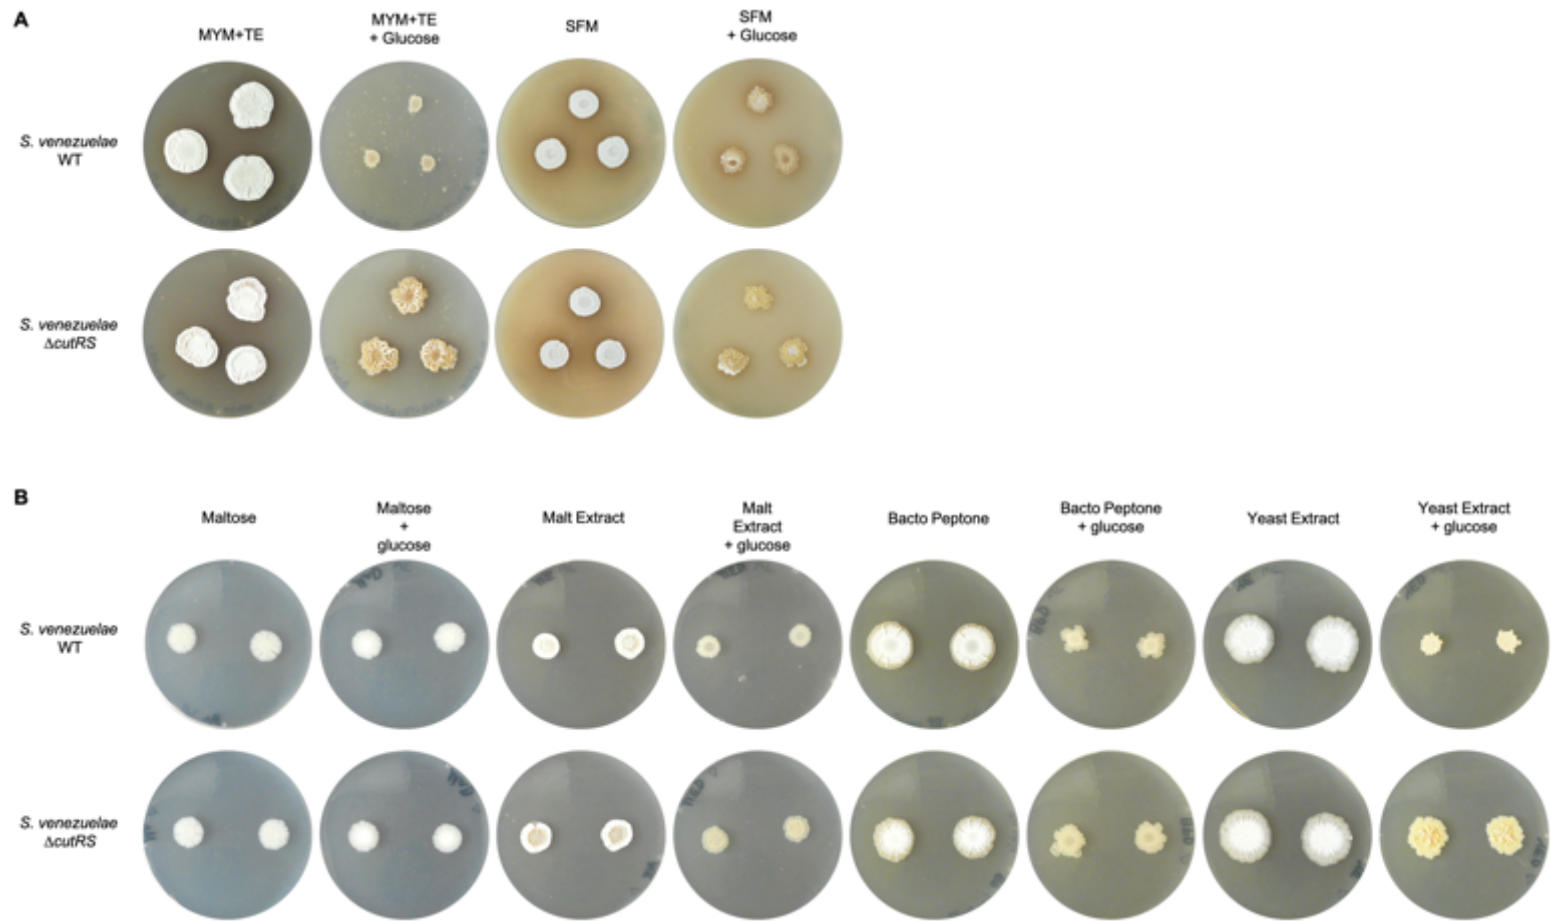 A
MYM+TE
MYM+TE
+ Glucose
SFM
SFM
+ Glucose
S. venezuelae
WT
S. venezuelae
ΔcutRS
B
Maltose
Maltose
+
glucose
Malt Extract
Malt
Extract
+ glucose
Bacto Peptone
Bacto Peptone
+ glucose
Yeast Extract
Yeast Extract
+ glucose
S. venezuelae
WT
S. venezuelae
ΔcutRS